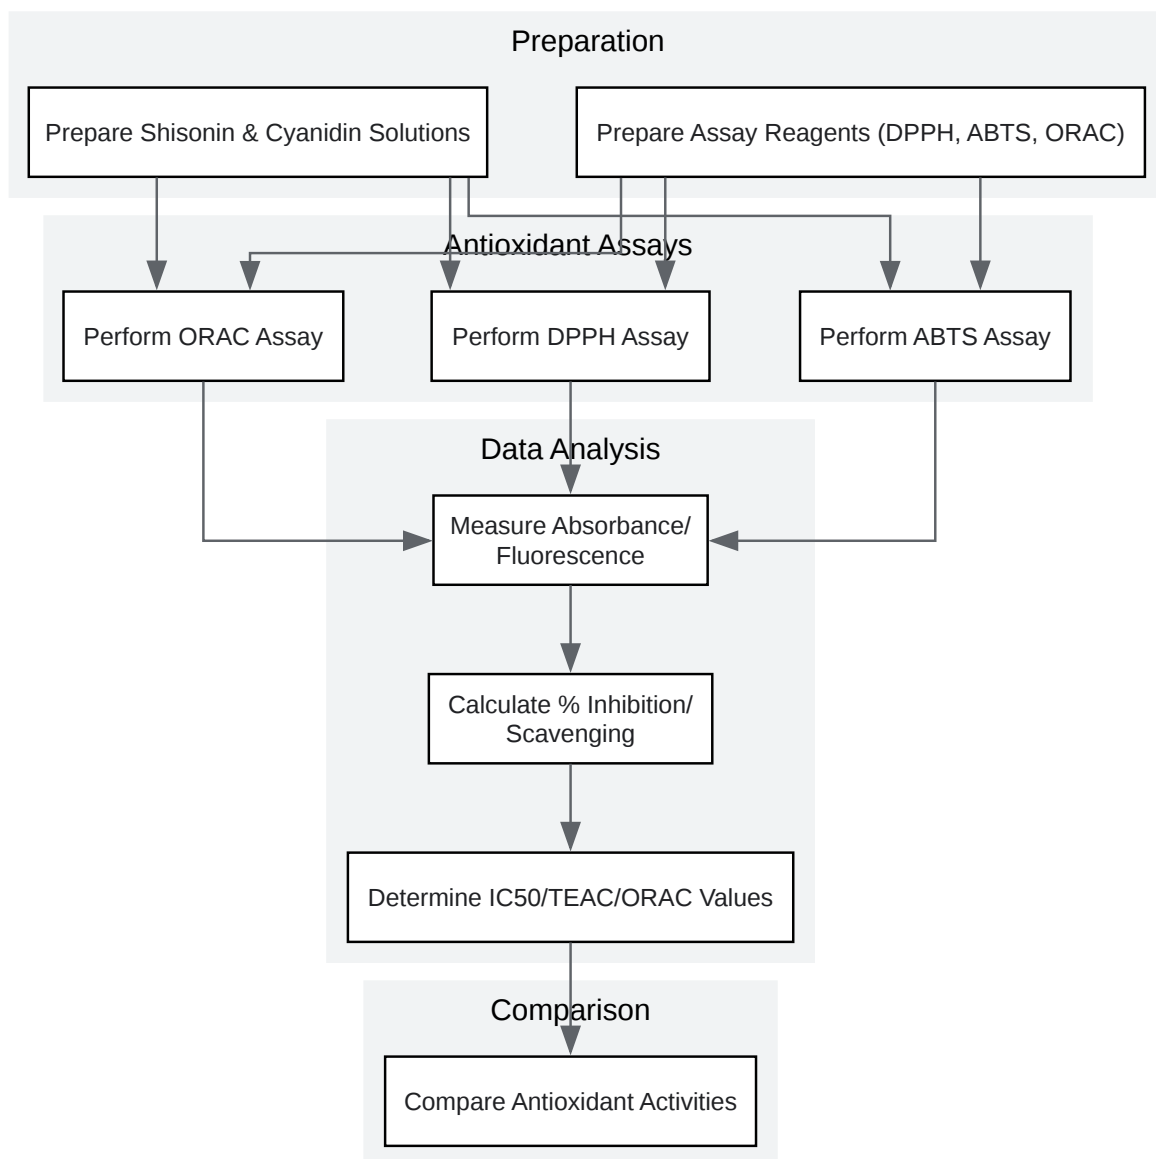 Preparation
Prepare Shisonin & Cyanidin Solutions
Prepare Assay Reagents (DPPH, ABTS, ORAC)
Antioxidant Assays
Perform ORAC Assay
Perform DPPH Assay
Perform ABTS Assay
Data Analysis
Measure Absorbance/
Fluorescence
Calculate % Inhibition/
Scavenging
Determine IC50/TEAC/ORAC Values
Comparison
Compare Antioxidant Activities